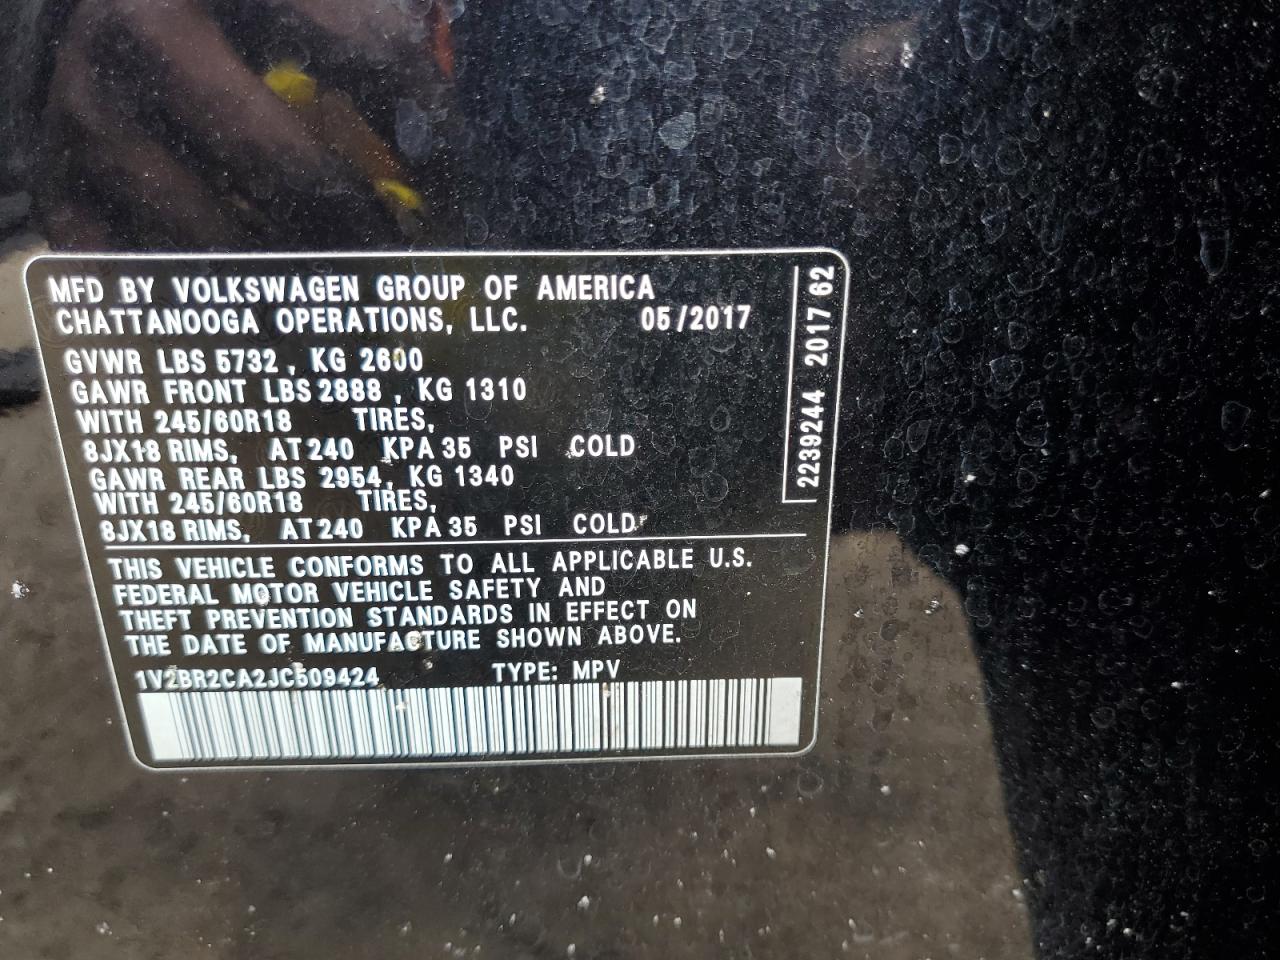 MFD BY VOLKSWAGEN GROUP OF AMERICA
CHATTANOOGA OPERATIONS, LLC. 05/2017
GVWR LBS 5732, KG 2600
GAWR FRONT LBS 2888, KG 1310
WITH 245/60R18 TIRES,
8JX18 RIMS, AT 240 KPA 35 PSI COLD
GAWR REAR LBS 2954, KG 1340
WITH 245/60R18 TIRES,
8JX18 RIMS, AT 240 KPA 35 PSI COLD.
THIS VEHICLE CONFORMS TO ALL APPLICABLE U.S.
FEDERAL MOTOR VEHICLE SAFETY AND
THEFT PREVENTION STANDARDS IN EFFECT ON
THE DATE OF MANUFACTURE SHOWN ABOVE.
1V2BR2CA2JC509424 TYPE: MPV
2239244 2017 62